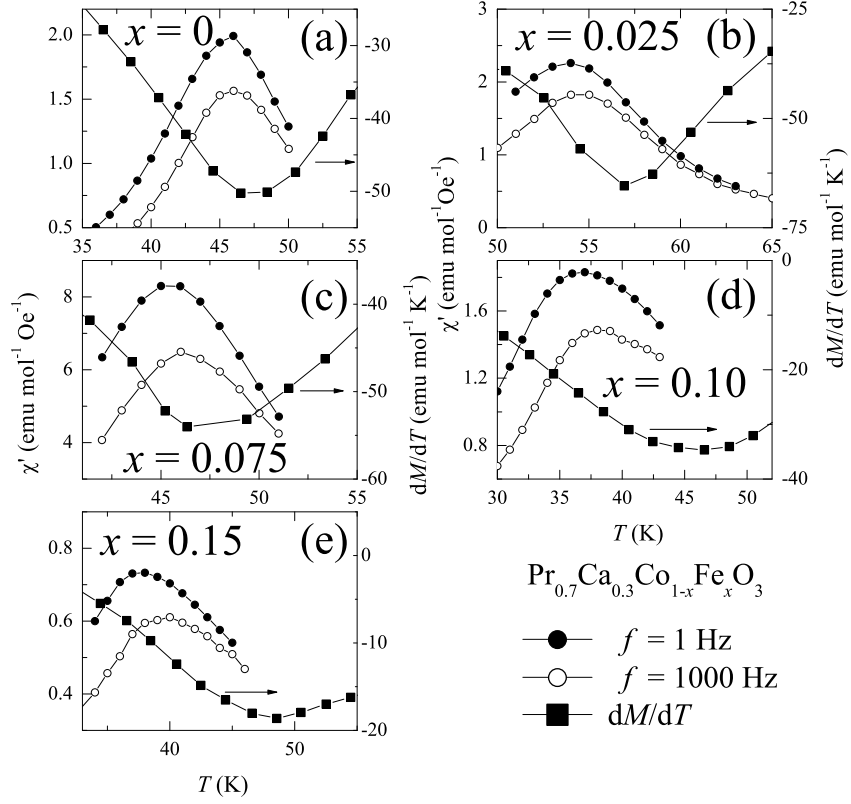 x = 0
(a)
2.0
1.5
1.0
0.5
-30
-40
-50
35 40 45 50 55
x = 0.025
(b)
3
2
1
0
-25
-50
-75
50 55 60 65
χ' (emu mol⁻¹Oe⁻¹)
dM/dT (emu mol⁻¹ K⁻¹)
(c)
x = 0.075
8
6
4
-40
-50
-60
45 50 55
χ' (emu mol⁻¹ Oe⁻¹)
dM/dT (emu mol⁻¹ K⁻¹)
(d)
x = 0.10
1.6
1.2
0.8
0
-20
-40
30 35 40 45 50
T (K)
x = 0.15
(e)
0.8
0.6
0.4
0
-10
-20
40 50
T (K)
Pr₀.₇Ca₀.₃Co₁₋ₓFeₓO₃
f = 1 Hz
f = 1000 Hz
dM/dT